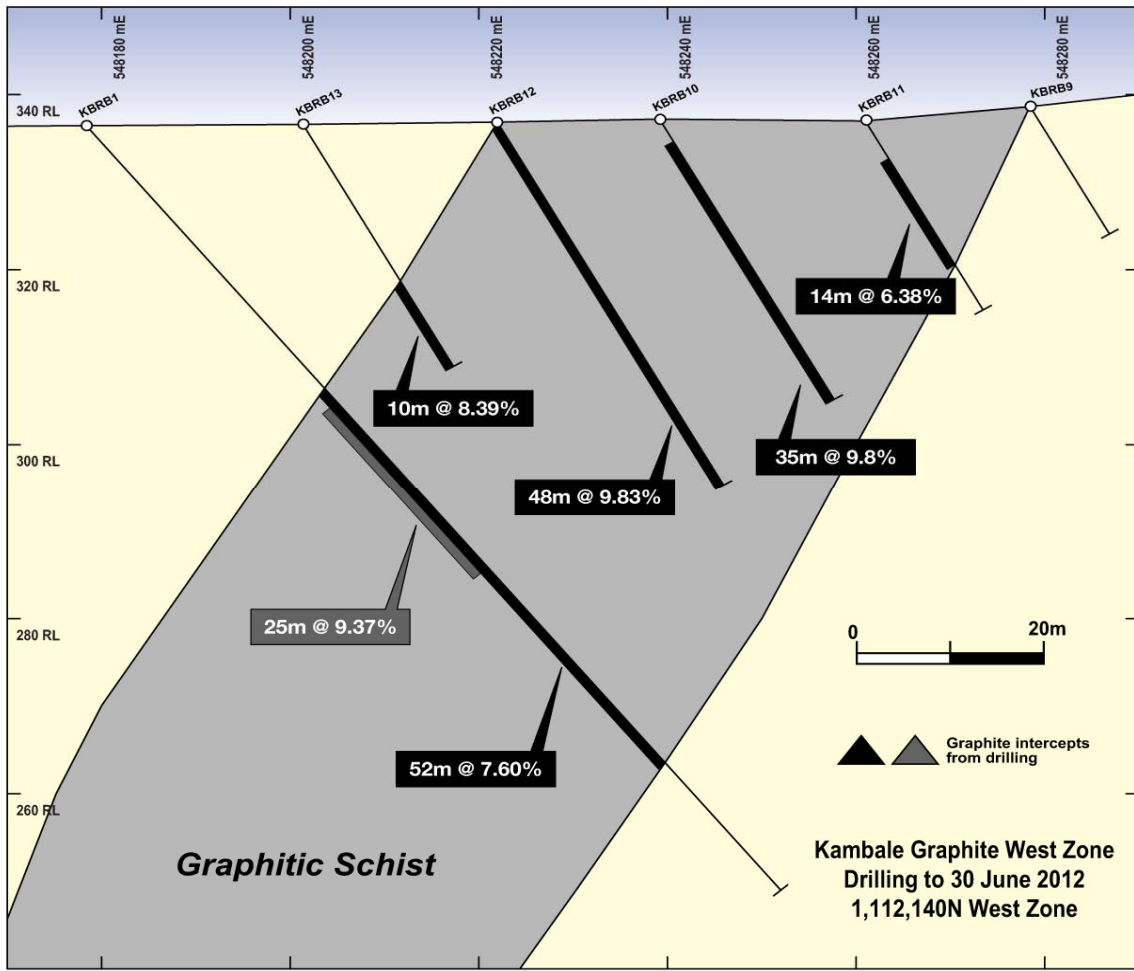 548180 mE
548200 mE
548220 mE
548240 mE
548260 mE
548280 mE
340 RL
KBRB1
KBRB13
KBRB12
KBRB10
KBRB11
KBRB9
320 RL
14m @ 6.38%
10m @ 8.39%
35m @ 9.8%
300 RL
48m @ 9.83%
25m @ 9.37%
280 RL
0
20m
Graphite intercepts
from drilling
52m @ 7.60%
260 RL
Graphitic Schist
Kambale Graphite West Zone
Drilling to 30 June 2012
1,112,140N West Zone